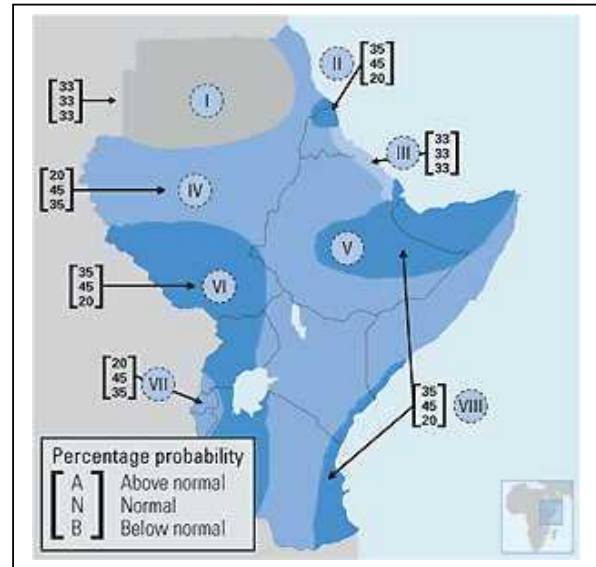 35
II
45
20
33
33
33
I
33
III
33
33
20
45
35
IV
V
35
45
20
VI
20
45
35
VII
35
45
20
VIII
Percentage probability
A Above normal
N Normal
B Below normal